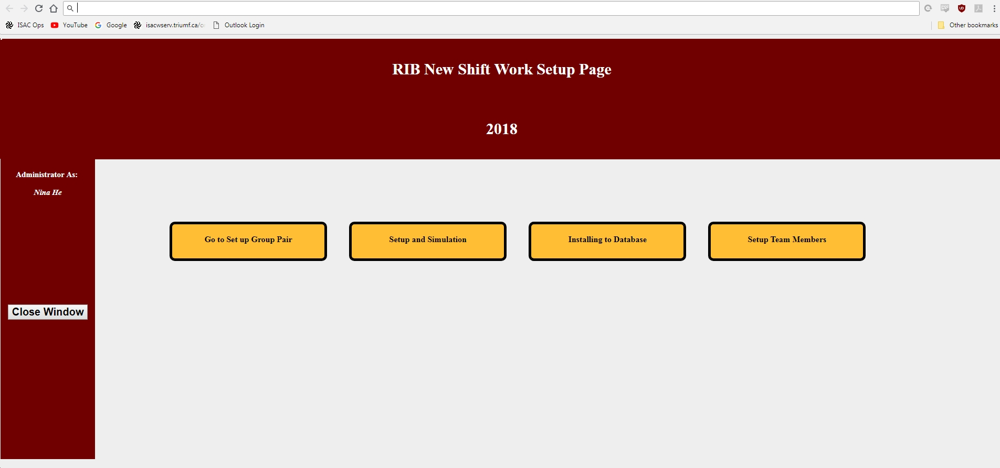 ISAC Ops YouTube Google isacwserv.triumf.ca/o Outlook Login Other bookmarks
RIB New Shift Work Setup Page
2018
Administrator As:
Nina He
Go to Set up Group Pair
Setup and Simulation
Installing to Database
Setup Team Members
Close Window